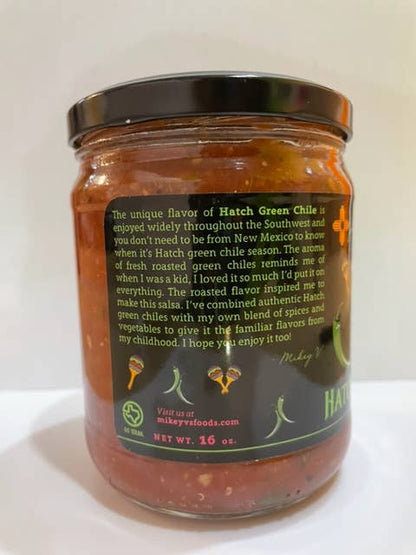 The unique flavor of Hatch Green Chile is
enjoyed widely throughout the Southwest and
you don't need to be from New Mexico to know
when it's Hatch green chile season. The aroma
of fresh roasted green chiles reminds me of
when I was a kid, I loved it so much I'd put it on
everything. The roasted flavor inspired me to
make this salsa. I've combined authentic Hatch
green chiles with my own blend of spices and
vegetables to give it the familiar flavors from
my childhood. I hope you enjoy it too!
-Mikey V
GO TEXAN.
Visit us at
mikeyvsfoods.com
NET WT. 16 OZ.
HAT